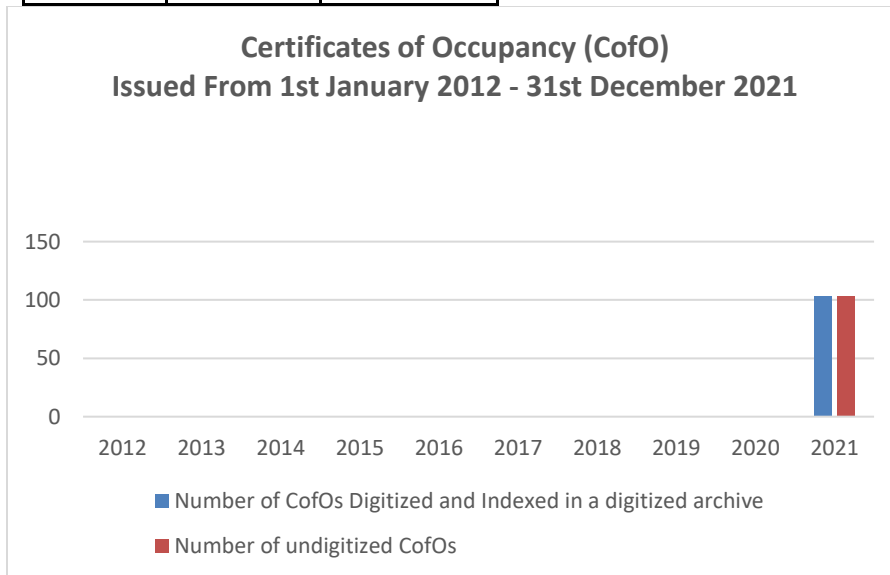 Certificates of Occupancy (CofO)
Issued From 1st January 2012 - 31st December 2021
150
100
50
0
2012 2013 2014 2015 2016 2017 2018 2019 2020 2021
Number of CofOs Digitized and Indexed in a digitized archive
Number of undigitized CofOs